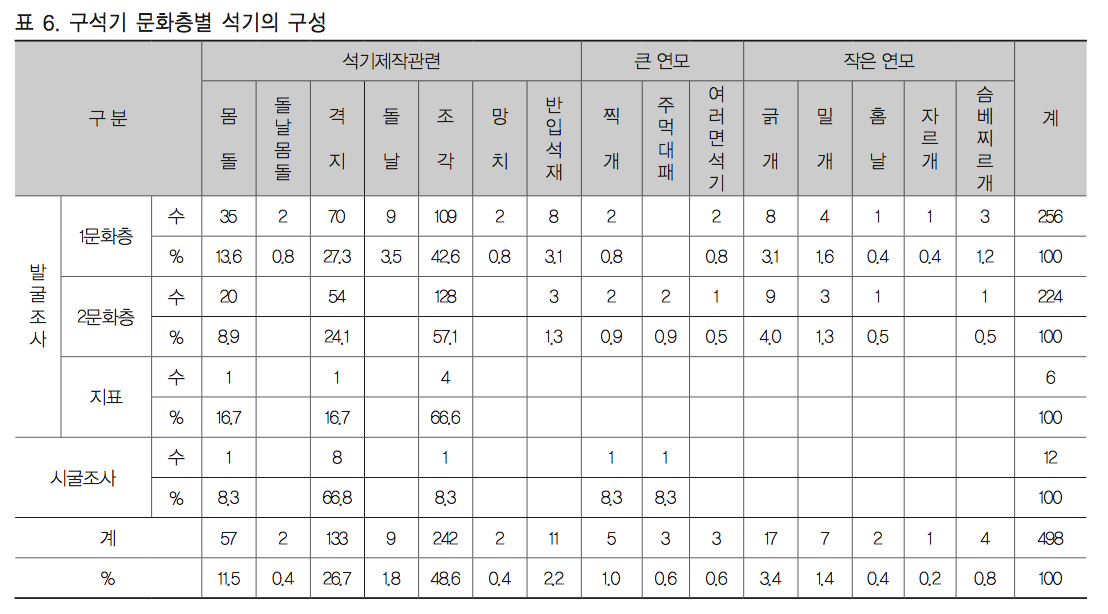 표 6. 구석기 문화층별 석기의 구성
구 분 석기제작관련 큰 연모 작은 연모 계
몸돌 돌날몸돌 격지 돌날 조각 망치 반입석재 찍개 주먹대패 여러면석기 긁개 밀개 홈날 자르개 슴베찌르개
발굴조사 1문화층 수 35 2 70 9 109 2 8 2 2 8 4 1 1 3 256
% 13.6 0.8 27.3 3.5 42.6 0.8 3.1 0.8 0.8 3.1 1.6 0.4 0.4 1.2 100
2문화층 수 20 54 128 3 2 2 1 9 3 1 1 224
% 8.9 24.1 57.1 1.3 0.9 0.9 0.5 4.0 1.3 0.5 0.5 100
지표 수 1 1 4 6
% 16.7 16.7 66.6 100
시굴조사 수 1 8 1 1 1 12
% 8.3 66.8 8.3 8.3 8.3 100
계 57 2 133 9 242 2 11 5 3 3 17 7 2 1 4 498
% 11.5 0.4 26.7 1.8 48.6 0.4 2.2 1.0 0.6 0.6 3.4 1.4 0.4 0.2 0.8 100